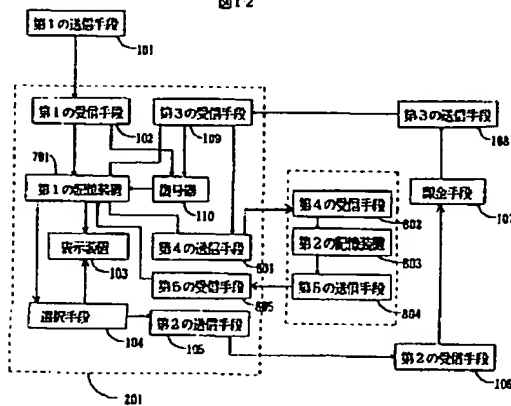 図12
第1の送信手段
101
第1の受信手段
102
第3の受信手段
109
第3の送信手段
108
701
第1の記憶装置
復号器
110
第4の受信手段
802
課金手段
107
第2の記憶装置
803
表示装置
103
第4の送信手段
801
第5の受信手段
805
第5の送信手段
804
選択手段
104
第2の送信手段
105
第2の受信手段
106
201